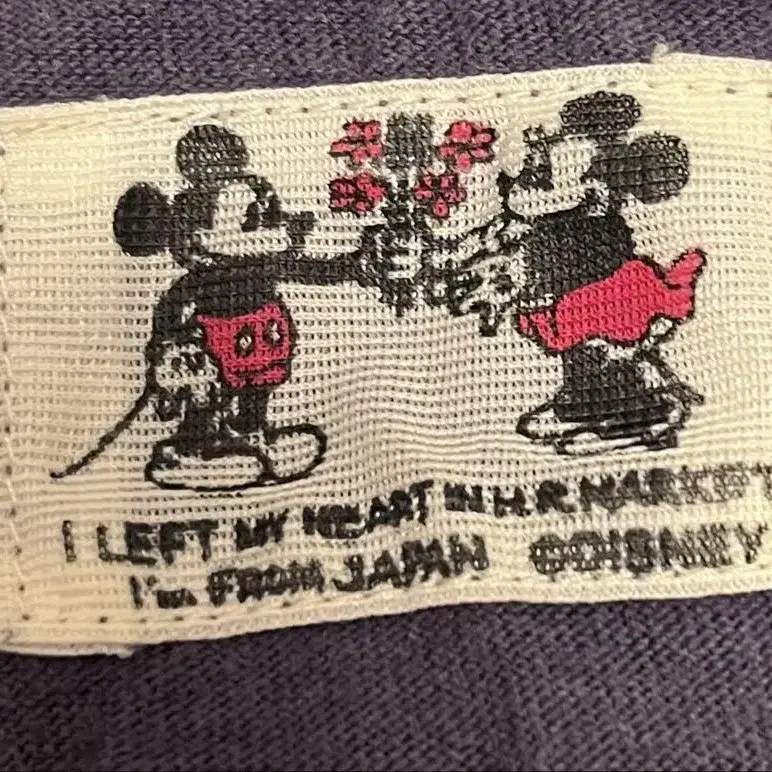 I LEFT MY HEART IN H.R.MARKET
I'm FROM JAPAN ©DISNEY